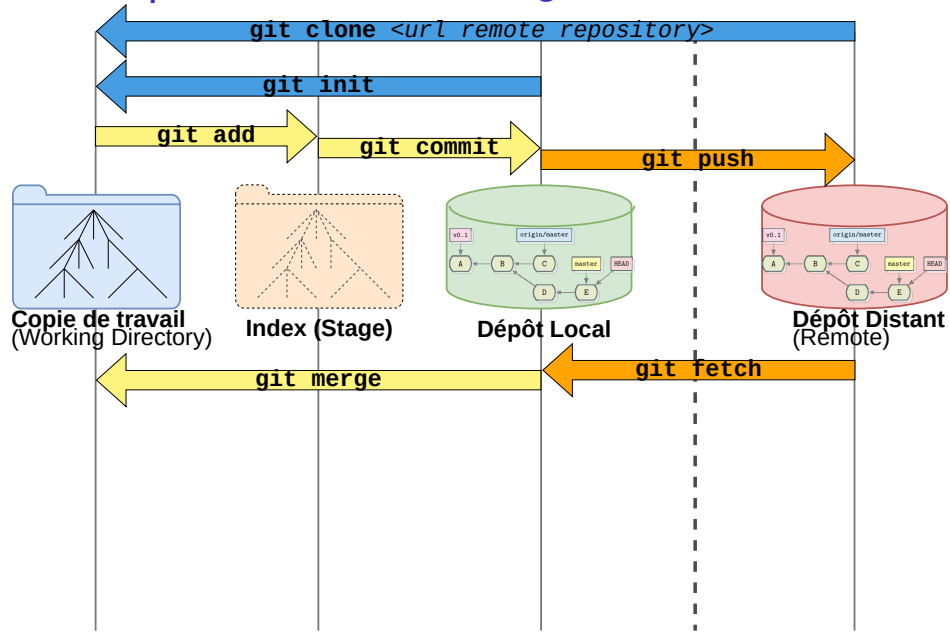 git clone <url remote repository>
git init
git add
git commit
git push
v0.1
origin/master
A
B
C
master
HEAD
D
E
v0.1
origin/master
A
B
C
master
HEAD
D
E
Copie de travail
(Working Directory)
Index (Stage)
Dépôt Local
Dépôt Distant
(Remote)
git merge
git fetch